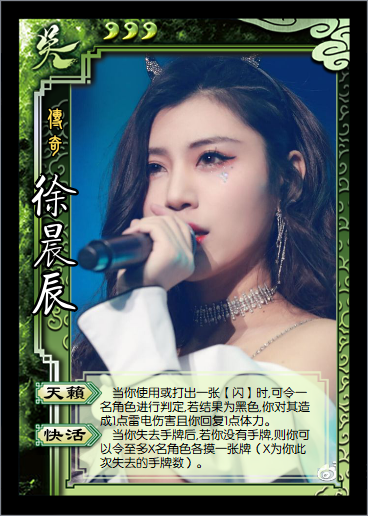 吳
傳奇
徐晨辰
天籟
当你使用或打出一张【闪】时,可令一
名角色进行判定,若结果为黑色,你对其造
成1点雷电伤害且你回复1点体力。
快活
当你失去手牌后,若你没有手牌,则你可
以令至多X名角色各摸一张牌（X为你此
次失去的手牌数）。